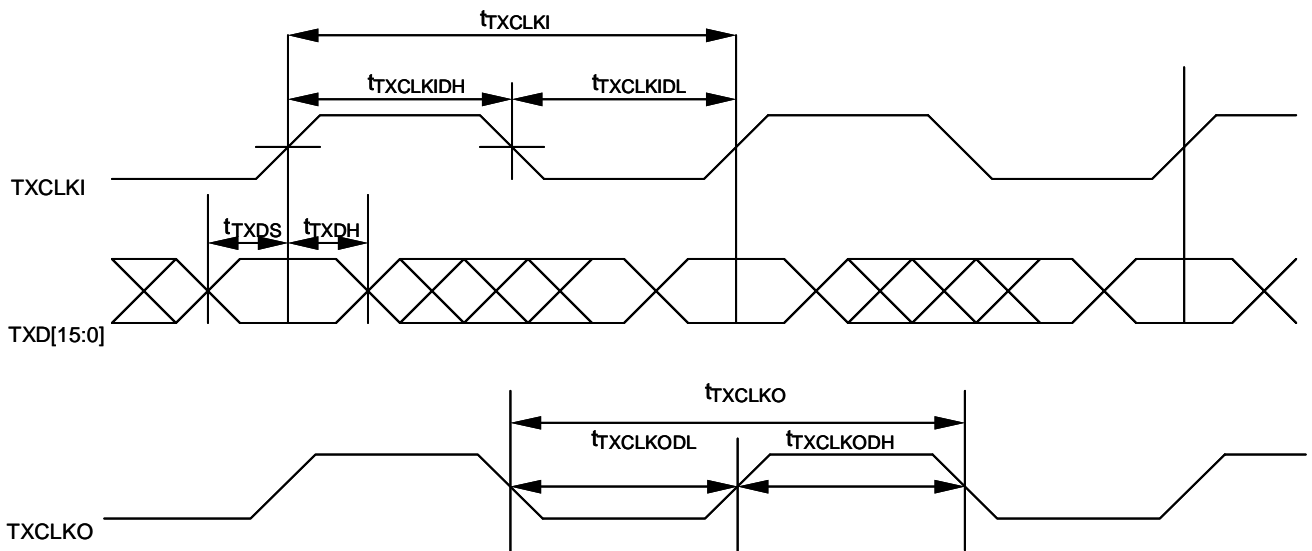 tTXCLKI
tTXCLKIDH tTXCLKIDL
TXCLKI
tTXDS tTXDH
TXD[15:0]
tTXCLKO
tTXCLKODL tTXCLKODH
TXCLKO